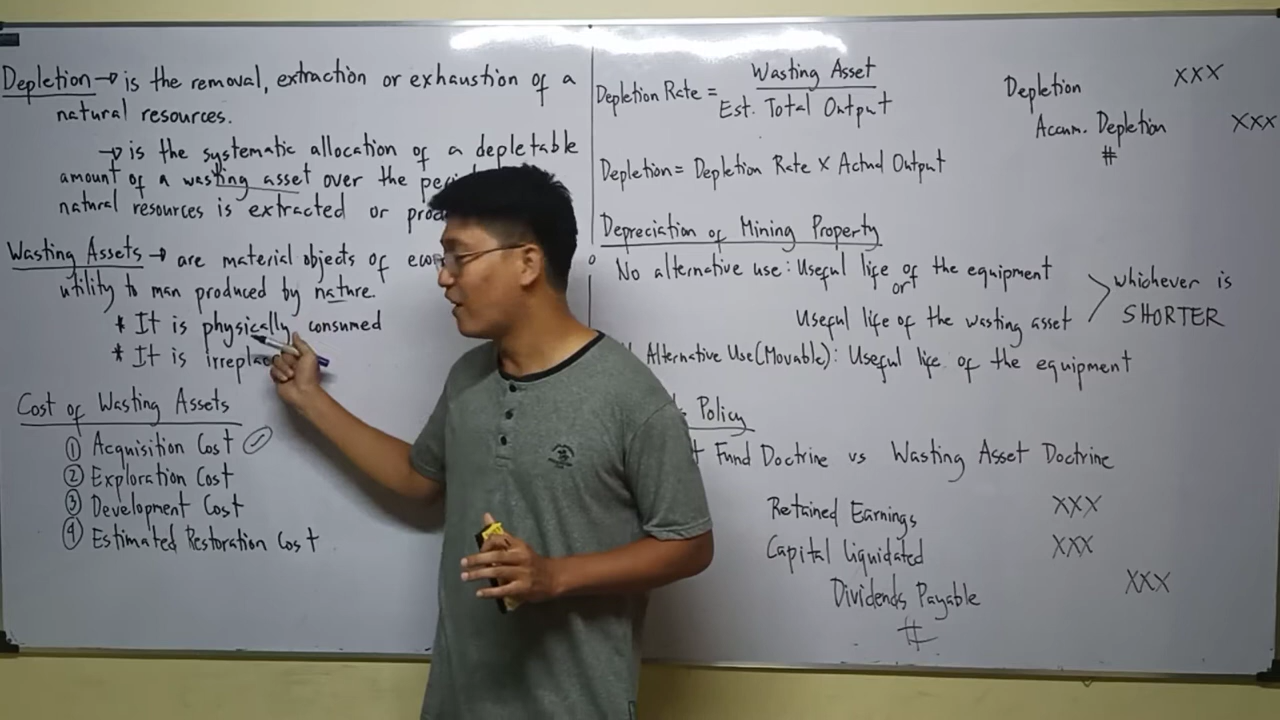 Depletion → is the removal, extraction or exhaustion of a
natural resources.
→ is the systematic allocation of a depletable
amount of a wasting asset over the
natural resources is extracted or
Wasting Assets → are material objects of
utility to man produced by nature.
* It is physically consumed
* It is
Cost of Wasting Assets
① Acquisition Cost
② Exploration Cost
③ Development Cost
④ Estimated Restoration Cost
Depletion Rate = Wasting Asset
Est. Total Output
Depletion = Depletion Rate X Actual Output
Depreciation of Mining Property
No alternative use: Useful life of the equipment
or
Useful life of the wasting asset
whichever is
SHORTER
Alternative Use (Movable): Useful life of the equipment
Policy
Fund Doctrine vs Wasting Asset Doctrine
Retained Earnings XXX
Capital Liquidated XXX
Dividends Payable XXX
#
Depletion XXX
Accum. Depletion XXX
#